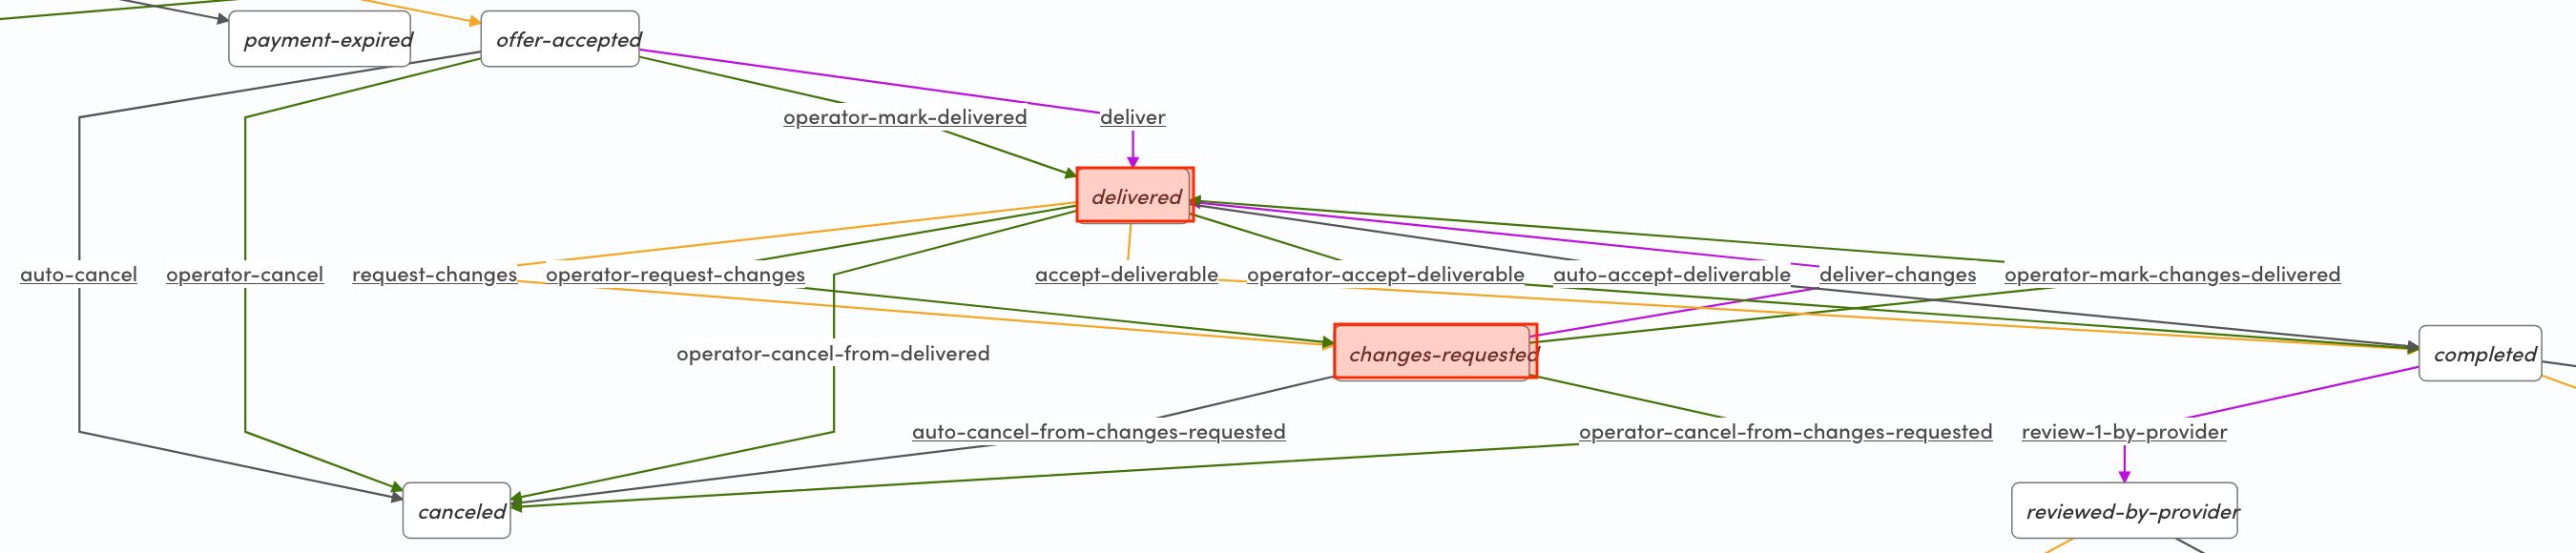 payment-expired
offer-accepted
operator-mark-delivered
deliver
delivered
auto-cancel
operator-cancel
request-changes
operator-request-changes
accept-deliverable
operator-accept-deliverable
auto-accept-deliverable
deliver-changes
operator-mark-changes-delivered
operator-cancel-from-delivered
changes-requested
completed
auto-cancel-from-changes-requested
operator-cancel-from-changes-requested
review-1-by-provider
canceled
reviewed-by-provider